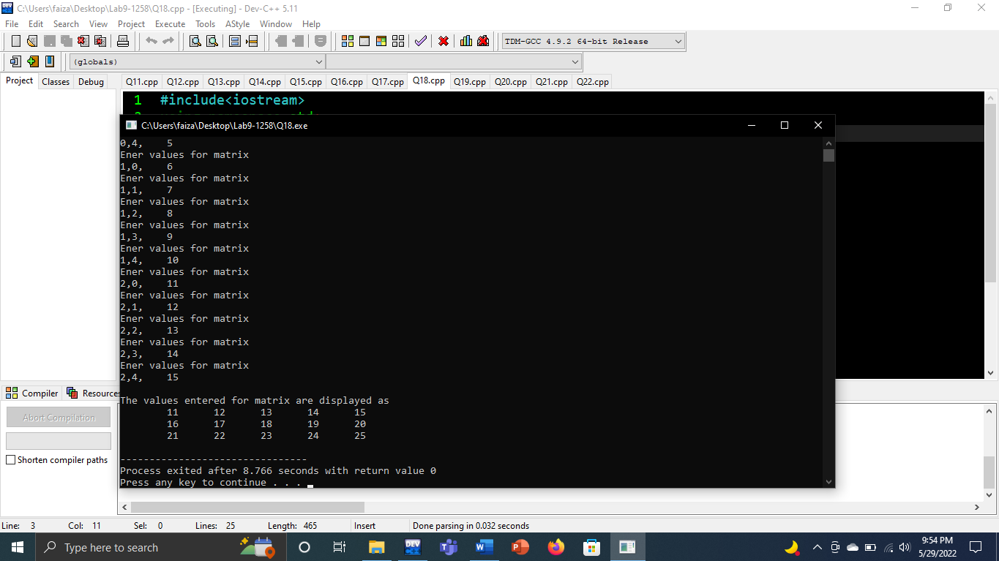 C:\Users\faiza\Desktop\Lab9-1258\Q18.cpp - [Executing] - Dev-C++ 5.11
File Edit Search View Project Execute Tools AStyle Window Help
TDM-GCC 4.9.2 64-bit Release
(globals)
Project Classes Debug
Q11.cpp Q12.cpp Q13.cpp Q14.cpp Q15.cpp Q16.cpp Q17.cpp Q18.cpp Q19.cpp Q20.cpp Q21.cpp Q22.cpp
1 #include<iostream>
C:\Users\faiza\Desktop\Lab9-1258\Q18.exe
0,4, 5
Ener values for matrix
1,0, 6
Ener values for matrix
1,1, 7
Ener values for matrix
1,2, 8
Ener values for matrix
1,3, 9
Ener values for matrix
1,4, 10
Ener values for matrix
2,0, 11
Ener values for matrix
2,1, 12
Ener values for matrix
2,2, 13
Ener values for matrix
2,3, 14
Ener values for matrix
2,4, 15
The values entered for matrix are displayed as
11 12 13 14 15
16 17 18 19 20
21 22 23 24 25
--------------------------------
Process exited after 8.766 seconds with return value 0
Press any key to continue . . .
Compiler Resources
Abort Compilation
Shorten compiler paths
Line: 3 Col: 11 Sel: 0 Lines: 25 Length: 465 Insert Done parsing in 0.032 seconds
Type here to search
9:54 PM
5/29/2022